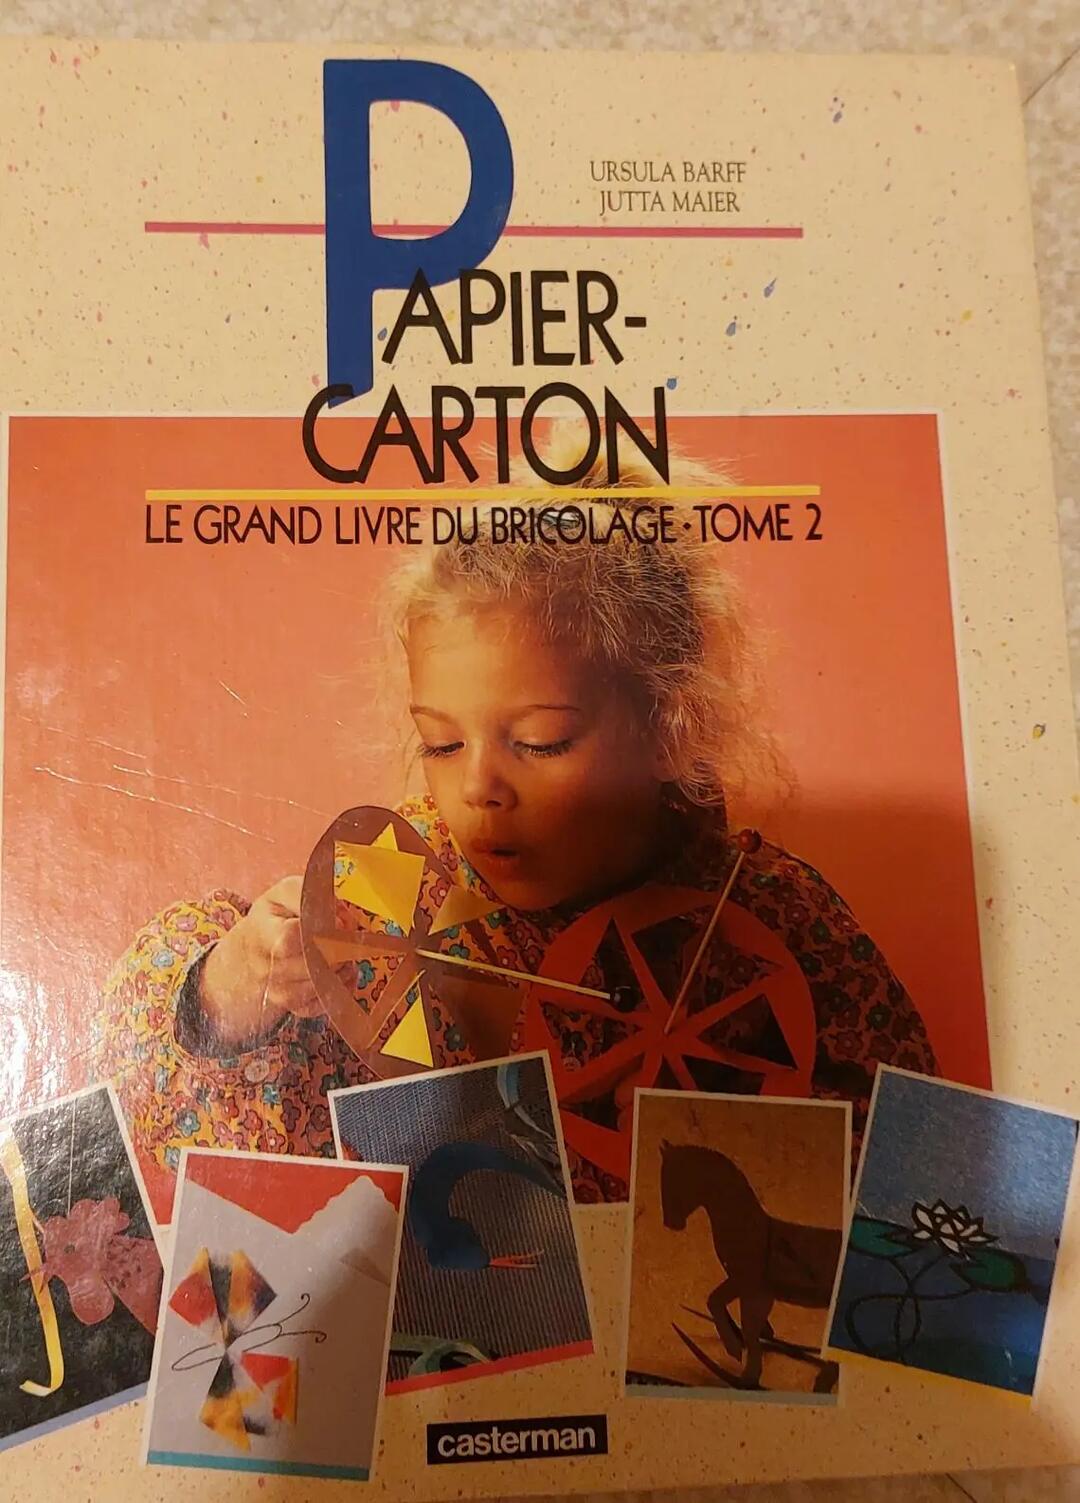 URSULA BARFF
JUTTA MAIER
PAPIER-
CARTON
LE GRAND LIVRE DU BRICOLAGE·TOME 2
casterman